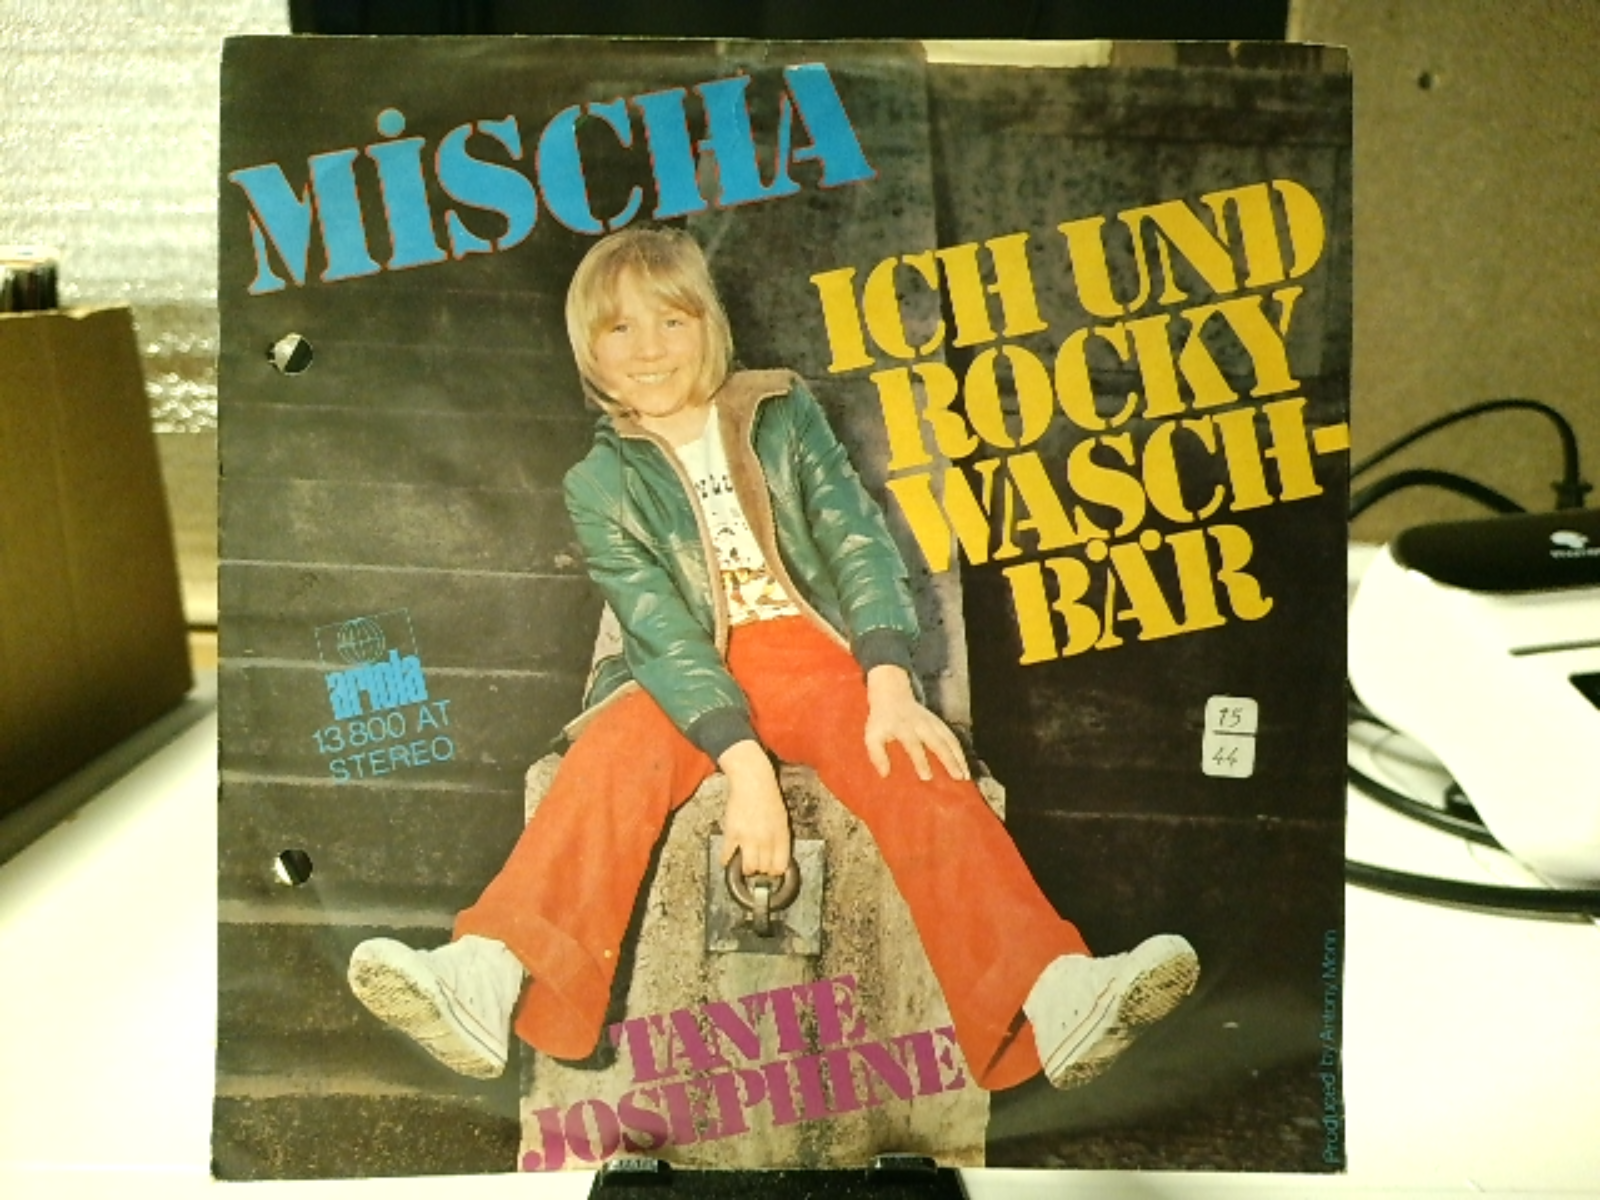 MISCHA
ICH UND
ROCKY
WASCH-
BÄR
ariola
13 800 AT
STEREO
15
44
TANTE
JOSEPHINE
Produced by Antony Monn